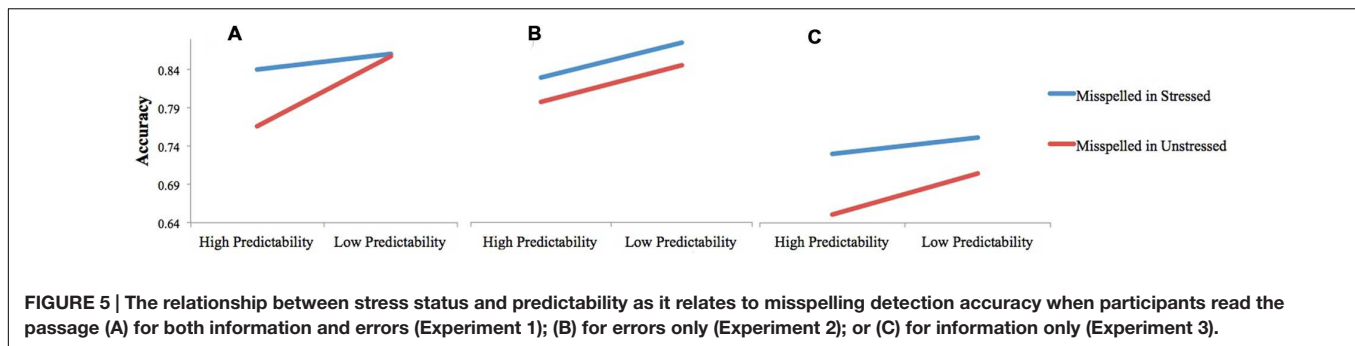 A
B
C
Accuracy
0.84
0.79
0.74
0.69
0.64
High Predictability Low Predictability
High Predictability Low Predictability
High Predictability Low Predictability
Misspelled in Stressed
Misspelled in Unstressed
FIGURE 5 | The relationship between stress status and predictability as it relates to misspelling detection accuracy when participants read the
passage (A) for both information and errors (Experiment 1); (B) for errors only (Experiment 2); or (C) for information only (Experiment 3).